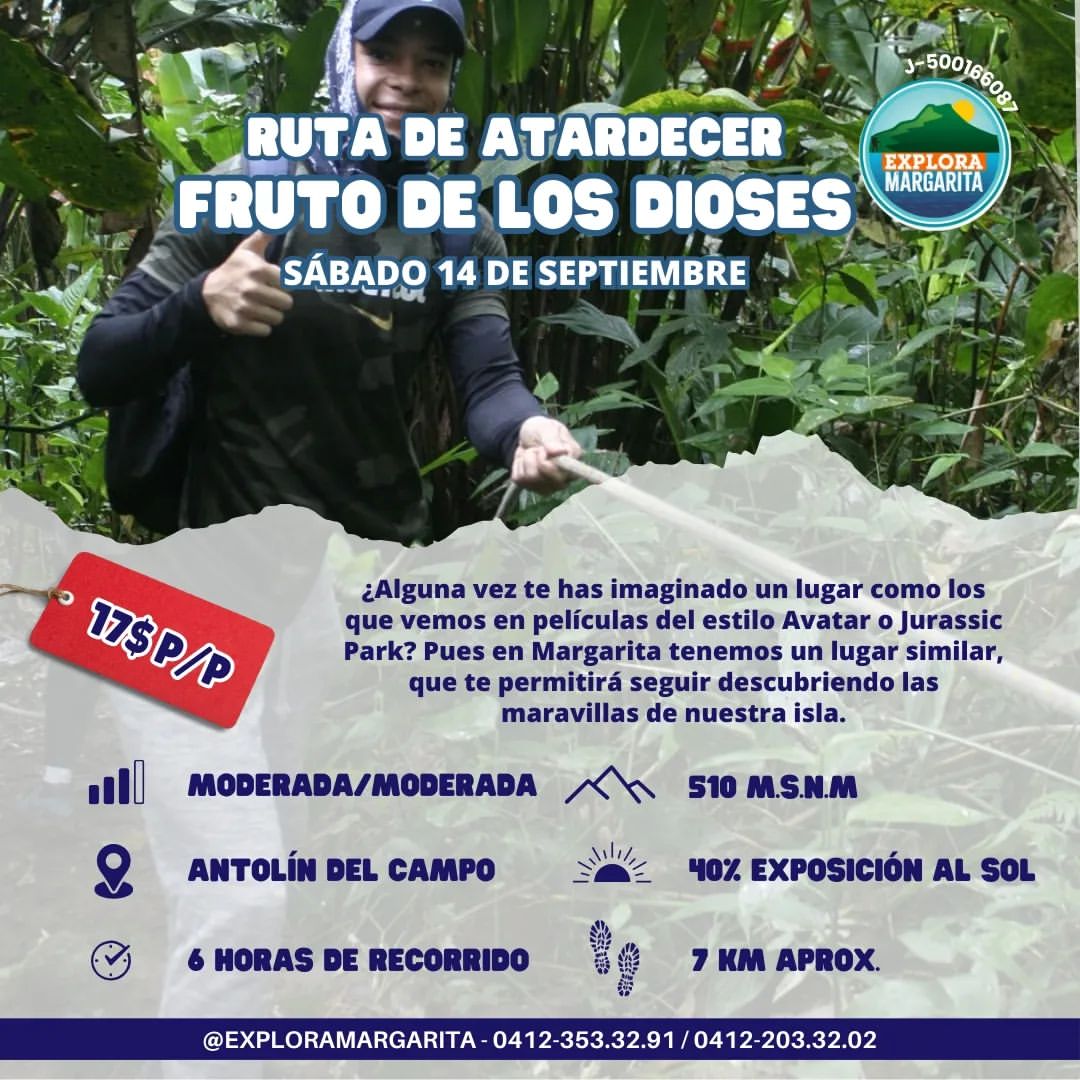 J-500166087
EXPLORA
MARGARITA
RUTA DE ATARDECER
FRUTO DE LOS DIOSES
SÁBADO 14 DE SEPTIEMBRE
17$ P/P
¿Alguna vez te has imaginado un lugar como los
que vemos en películas del estilo Avatar o Jurassic
Park? Pues en Margarita tenemos un lugar similar,
que te permitirá seguir descubriendo las
maravillas de nuestra isla.
MODERADA/MODERADA
510 M.S.N.M
ANTOLÍN DEL CAMPO
40% EXPOSICIÓN AL SOL
6 HORAS DE RECORRIDO
7 KM APROX.
@EXPLORAMARGARITA - 0412-353.32.91 / 0412-203.32.02